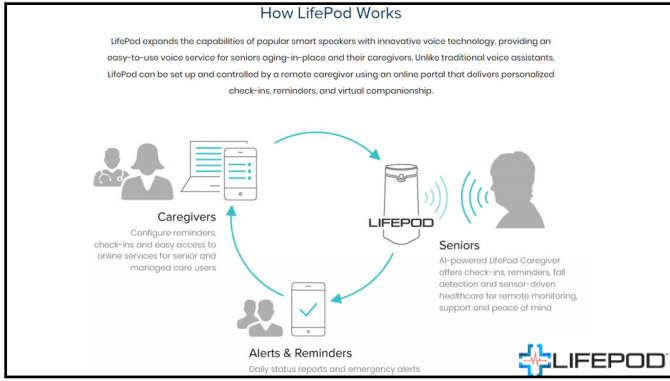 How LifePod Works
LifePod expands the capabilities of popular smart speakers with innovative voice technology, providing an
easy-to-use voice service for seniors aging-in-place and their caregivers. Unlike traditional voice assistants,
LifePod can be set up and controlled by a remote caregiver using an online portal that delivers personalized
check-ins, reminders, and virtual companionship.
LIFEPOD
Caregivers
Configure reminders,
check-ins and easy access to
online services for senior and
managed care users
Seniors
AI-powered LifePod Caregiver
offers check-ins, reminders, fall
detection and sensor-driven
healthcare for remote monitoring,
support and peace of mind
Alerts & Reminders
Daily status reports and emergency alerts
LIFEPOD